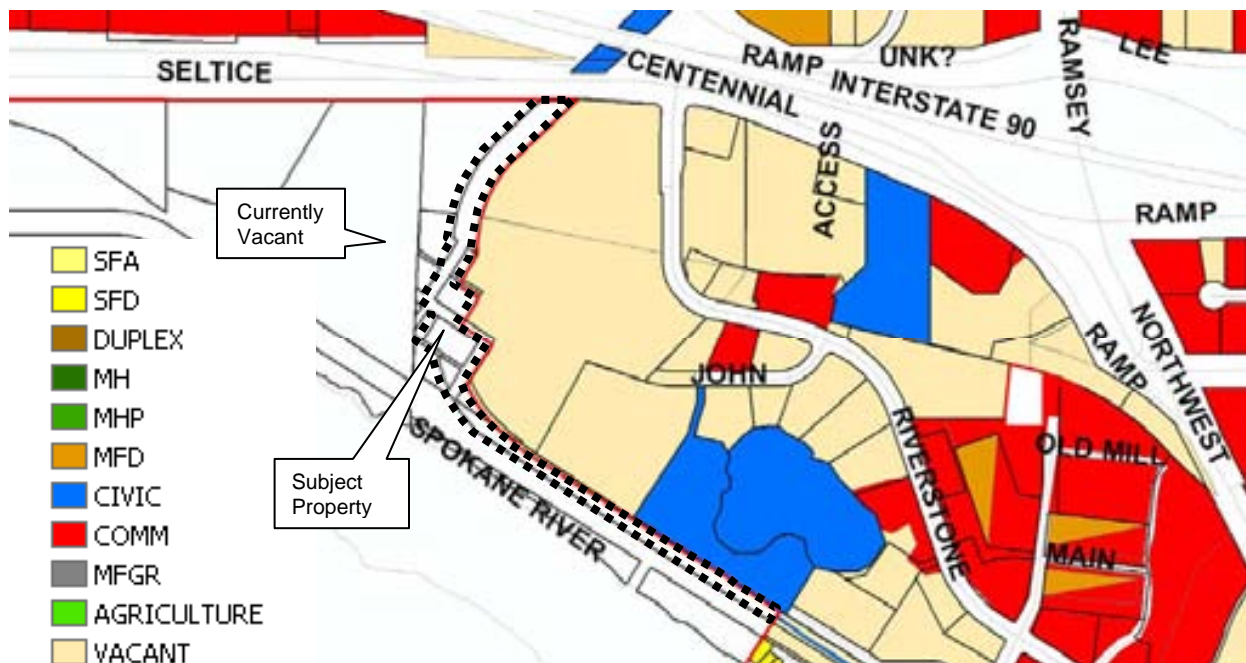 SELTICE
CENTENNIAL
RAMP INTERSTATE 90
UNK?
RAMSEY
LEE
ACCESS
RAMP
Currently
Vacant
SFA
SFD
DUPLEX
MH
MHP
MFD
CIVIC
COMM
MFGR
AGRICULTURE
VACANT
NORTHWEST
RAMP
JOHN
RIVERSTONE
OLD MILL
MAIN
SPOKANE RIVER
Subject
Property